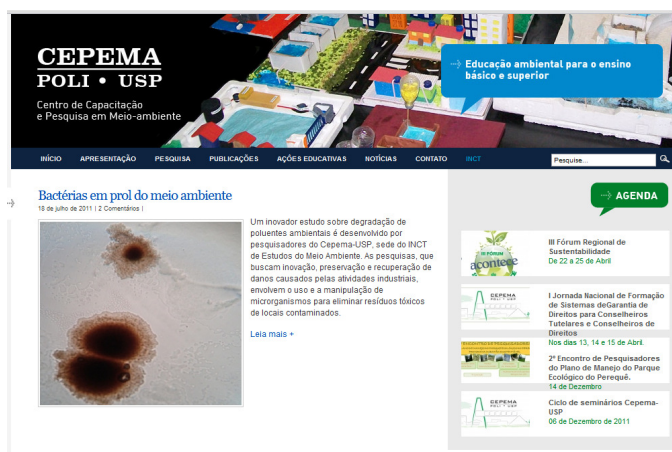 CEPEMA
POLI • USP
Centro de Capacitação
e Pesquisa em Meio-ambiente
Educação ambiental para o ensino
básico e superior
INÍCIO APRESENTAÇÃO PESQUISA PUBLICAÇÕES AÇÕES EDUCATIVAS NOTÍCIAS CONTATO INCT Pesquise...
Bactérias em prol do meio ambiente
18 de julho de 2011 | 2 Comentários |
Um inovador estudo sobre degradação de
poluentes ambientais é desenvolvido por
pesquisadores do Cepema-USP, sede do INCT
de Estudos do Meio Ambiente. As pesquisas, que
buscam inovação, preservação e recuperação de
danos causados pelas atividades industriais,
envolvem o uso e a manipulação de
microrganismos para eliminar resíduos tóxicos
de locais contaminados.
Leia mais +
AGENDA
III FÓRUM
acontece
III Fórum Regional de
Sustentabilidade
De 22 a 25 de Abril
CEPEMA
POLI • USP
I Jornada Nacional de Formação
de Sistemas deGarantia de
Direitos para Conselheiros
Tutelares e Conselheiros de
Direitos
Nos dias 13, 14 e 15 de Abril.
2º Encontro de Pesquisadores
do Plano de Manejo do Parque
Ecológico do Perequê.
14 de Dezembro
CEPEMA
POLI • USP
Ciclo de seminários Cepema-
USP
06 de Dezembro de 2011